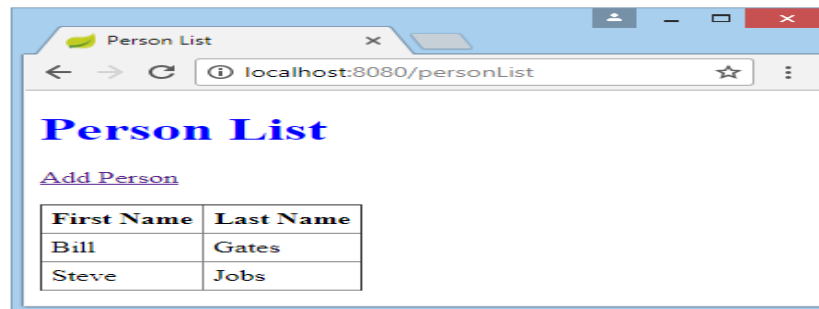 Person List
localhost:8080/personList
Person List
Add Person
First Name Last Name
Bill Gates
Steve Jobs